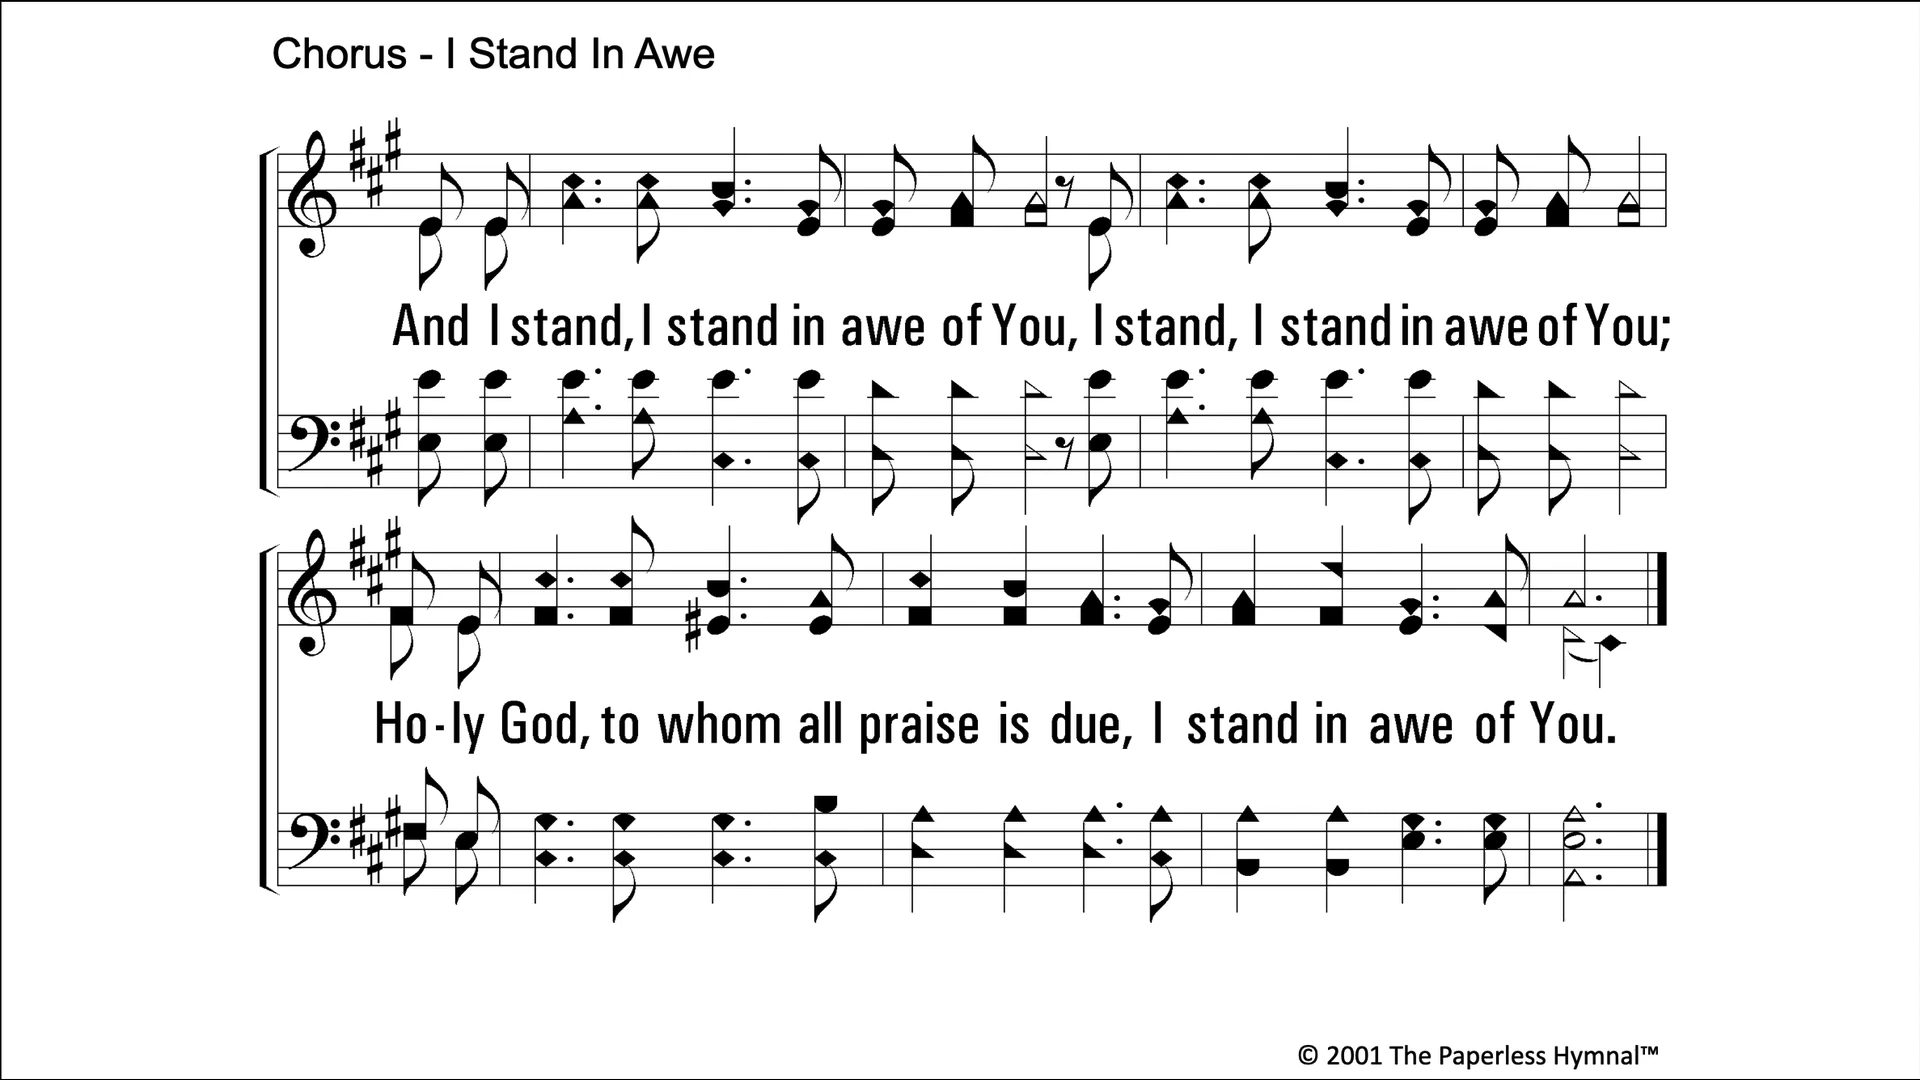 Chorus - I Stand In Awe
And I stand, I stand in awe of You, I stand, I stand in awe of You;
Ho - ly God, to whom all praise is due, I stand in awe of You.
© 2001 The Paperless Hymnal™